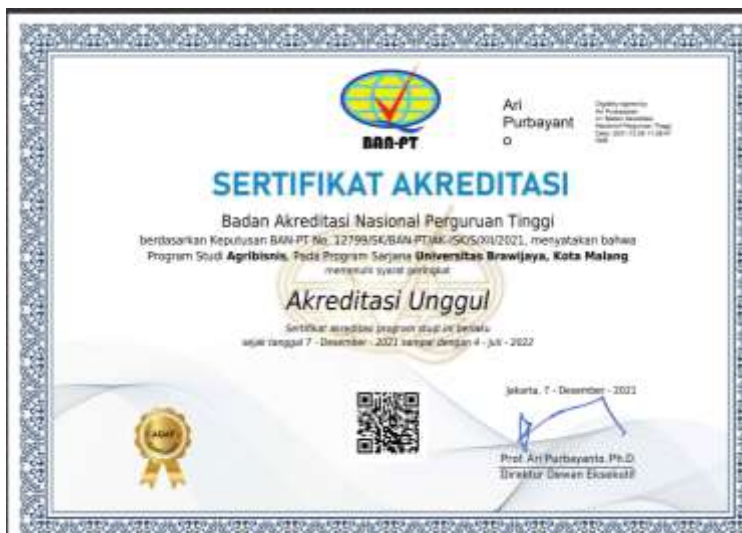 BAN-PT
Ari
Purbayant
o
SERTIFIKAT AKREDITASI
Badan Akreditasi Nasional Perguruan Tinggi
berdasarkan Keputusan BAN-PT No. 12799/SK/BAN-PT/AK-ISK/S/XII/2021, menyatakan bahwa
Program Studi Agribisnis, Pada Program Sarjana Universitas Brawijaya, Kota Malang
memenuhi syarat peringkat
Akreditasi Unggul
Sertifikat akreditasi program studi ini berlaku
sejak tanggal 7 - Desember - 2021 sampai dengan 4 - Juli - 2022
Jakarta, 7 - Desember - 2021
Prof. Ari Purbayanto, Ph.D
Direktur Dewan Eksekutif